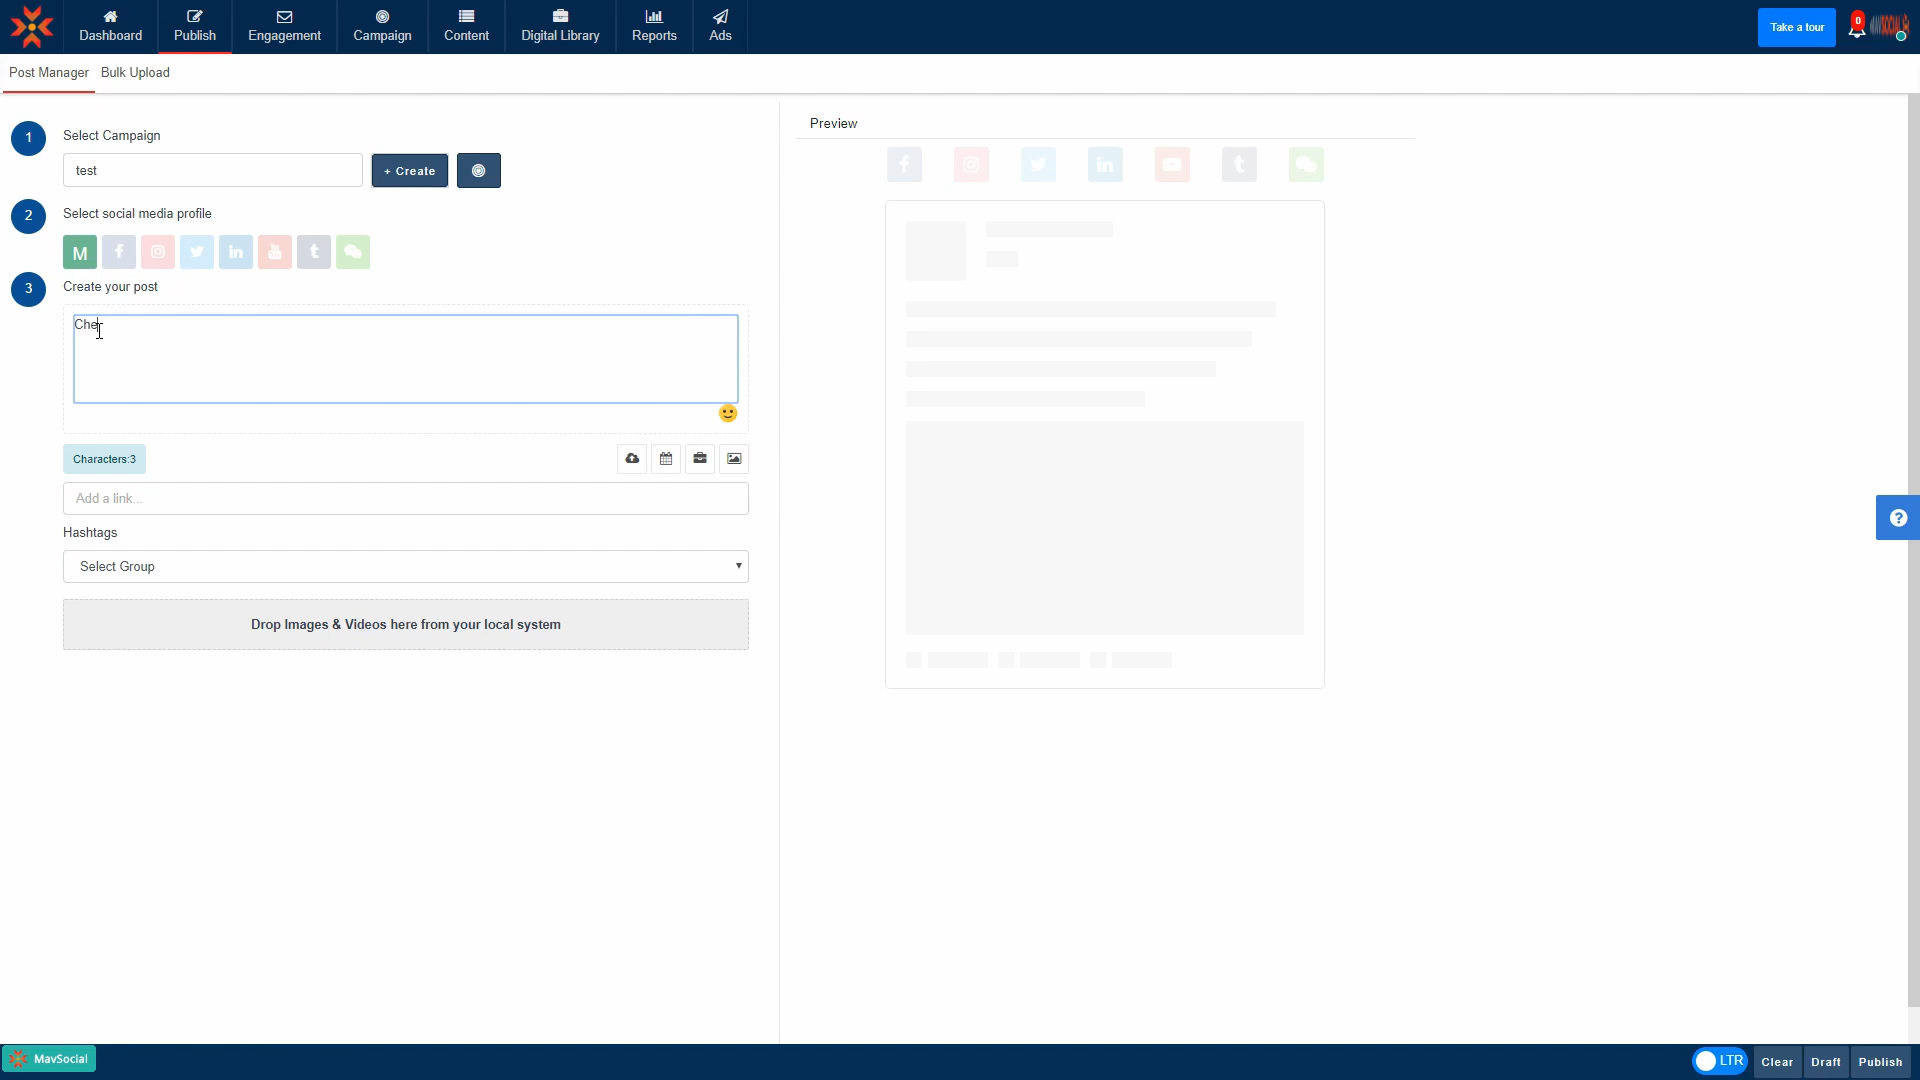 Dashboard
Publish
Engagement
Campaign
Content
Digital Library
Reports
Ads
Take a tour
0
Post Manager
Bulk Upload
1
Select Campaign
test
+ Create
2
Select social media profile
M
3
Create your post
Che
Characters:3
Add a link...
Hashtags
Select Group
Drop Images & Videos here from your local system
Preview
MavSocial
LTR
Clear
Draft
Publish